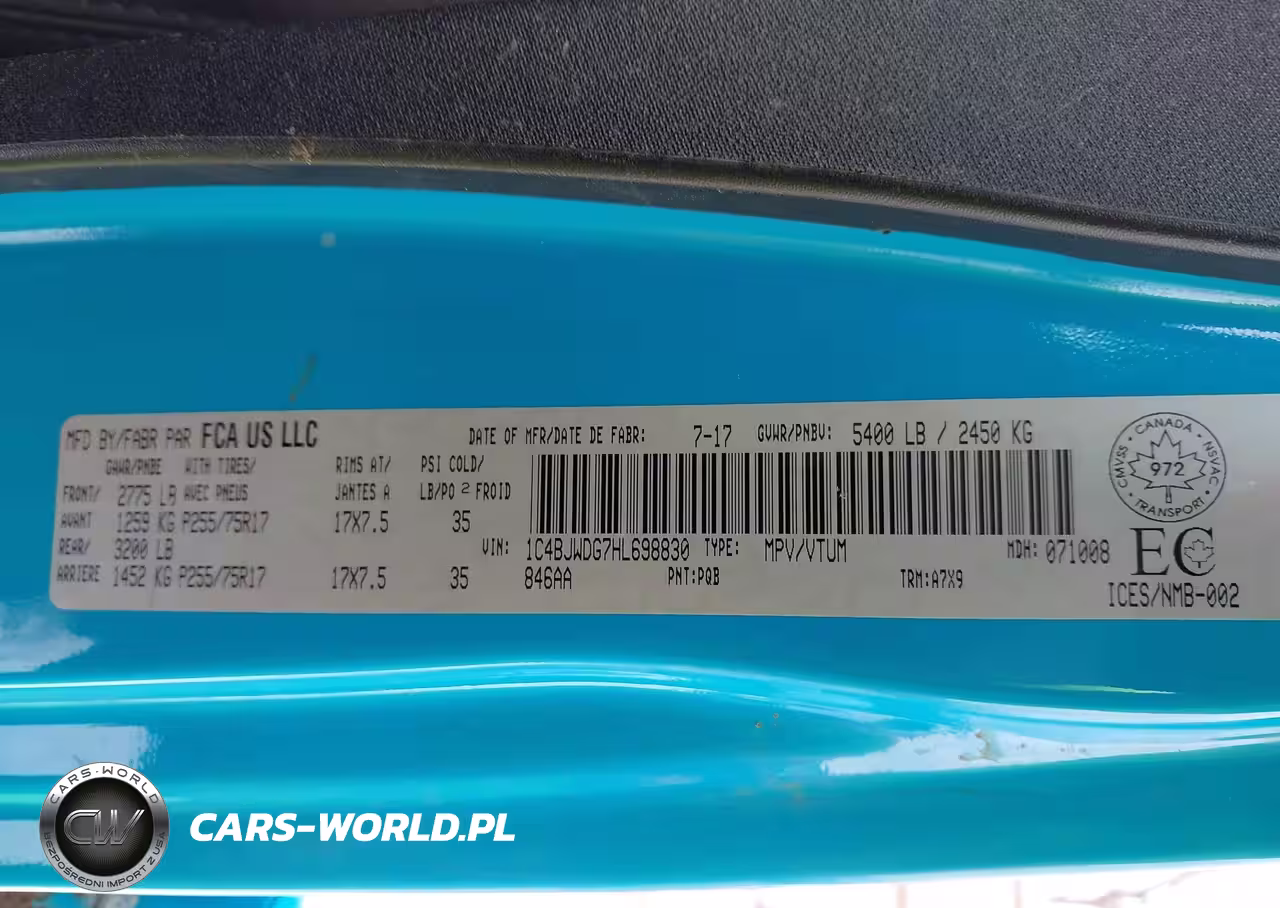 MFD BY/FABR PAR FCA US LLC
DATE OF MFR/DATE DE FABR: 7-17 GVWR/PNBV: 5400 LB / 2450 KG
GAWR/PNBE WITH TIRES/ RIMS AT/ PSI COLD/
FRONT/ 2775 LB AVEC PNEUS JANTES A LB/PO 2 FROID
AVANT 1259 KG P255/75R17 17X7.5 35
REAR/ 3200 LB
ARRIERE 1452 KG P255/75R17 17X7.5 35
VIN: 1C4BJWDG7HL698830 TYPE: MPV/VTUM MDH: 071008
846AA PNT:PQB TRM:A7X9
CANADA
CMVSS 972 NSVAC
TRANSPORT
EC
ICES/NMB-002
CARS-WORLD
CW
BEZPOŚREDNI IMPORT Z USA
CARS-WORLD.PL